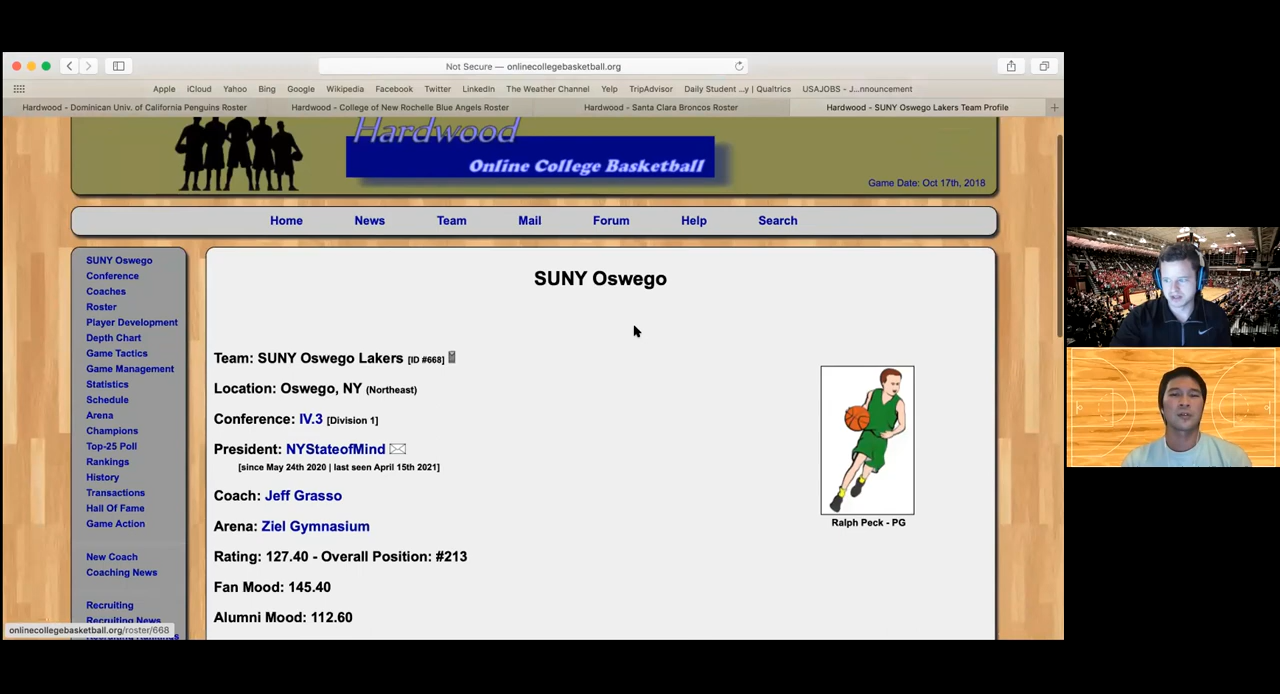 Not Secure — onlinecollegebasketball.org
Apple iCloud Yahoo Bing Google Wikipedia Facebook Twitter LinkedIn The Weather Channel Yelp TripAdvisor Daily Student ...y | Qualtrics USAJOBS - J...nnouncement
Hardwood - Dominican Univ. of California Penguins Roster Hardwood - College of New Rochelle Blue Angels Roster Hardwood - Santa Clara Broncos Roster Hardwood - SUNY Oswego Lakers Team Profile
Hardwood
Online College Basketball
Game Date: Oct 17th, 2018
Home News Team Mail Forum Help Search
SUNY Oswego
Conference
Coaches
Roster
Player Development
Depth Chart
Game Tactics
Game Management
Statistics
Schedule
Arena
Champions
Top-25 Poll
Rankings
History
Transactions
Hall Of Fame
Game Action
New Coach
Coaching News
Recruiting
Recruiting News
Recruiting Rankings
SUNY Oswego
Team: SUNY Oswego Lakers [ID #668]
Location: Oswego, NY (Northeast)
Conference: IV.3 [Division 1]
President: NYStateofMind
[since May 24th 2020 | last seen April 15th 2021]
Coach: Jeff Grasso
Arena: Ziel Gymnasium
Rating: 127.40 - Overall Position: #213
Fan Mood: 145.40
Alumni Mood: 112.60
Ralph Peck - PG
onlinecollegebasketball.org/roster/668